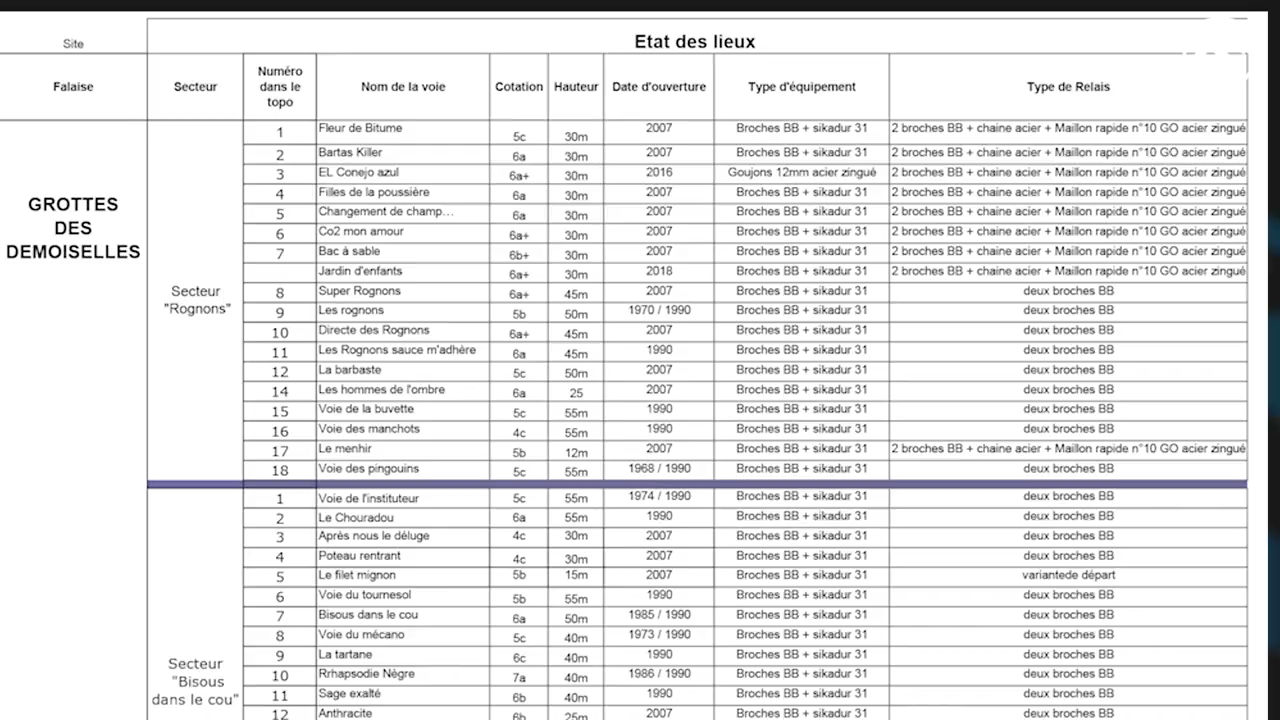 Site
Etat des lieux
Falaise Secteur Numéro dans le topo Nom de la voie Cotation Hauteur Date d'ouverture Type d'équipement Type de Relais
GROTTES
DES
DEMOISELLES
Secteur
"Rognons"
1 Fleur de Bitume 5c 30m 2007 Broches BB + sikadur 31 2 broches BB + chaine acier + Maillon rapide n°10 GO acier zingué
2 Bartas Killer 6a 30m 2007 Broches BB + sikadur 31 2 broches BB + chaine acier + Maillon rapide n°10 GO acier zingué
3 EL Conejo azul 6a+ 30m 2016 Goujons 12mm acier zingué 2 broches BB + chaine acier + Maillon rapide n°10 GO acier zingué
4 Filles de la poussière 6a 30m 2007 Broches BB + sikadur 31 2 broches BB + chaine acier + Maillon rapide n°10 GO acier zingué
5 Changement de champ... 6a 30m 2007 Broches BB + sikadur 31 2 broches BB + chaine acier + Maillon rapide n°10 GO acier zingué
6 Co2 mon amour 6a+ 30m 2007 Broches BB + sikadur 31 2 broches BB + chaine acier + Maillon rapide n°10 GO acier zingué
7 Bac à sable 6b+ 30m 2007 Broches BB + sikadur 31 2 broches BB + chaine acier + Maillon rapide n°10 GO acier zingué
Jardin d'enfants 6a+ 30m 2018 Broches BB + sikadur 31 2 broches BB + chaine acier + Maillon rapide n°10 GO acier zingué
8 Super Rognons 6a+ 45m 2007 Broches BB + sikadur 31 deux broches BB
9 Les rognons 5b 50m 1970 / 1990 Broches BB + sikadur 31 deux broches BB
10 Directe des Rognons 6a+ 45m 2007 Broches BB + sikadur 31 deux broches BB
11 Les Rognons sauce m'adhère 6a 45m 1990 Broches BB + sikadur 31 deux broches BB
12 La barbaste 5c 50m 2007 Broches BB + sikadur 31 deux broches BB
14 Les hommes de l'ombre 6a 25 2007 Broches BB + sikadur 31 deux broches BB
15 Voie de la buvette 5c 55m 1990 Broches BB + sikadur 31 deux broches BB
16 Voie des manchots 4c 55m 1990 Broches BB + sikadur 31 deux broches BB
17 Le menhir 5b 12m 2007 Broches BB + sikadur 31 2 broches BB + chaine acier + Maillon rapide n°10 GO acier zingué
18 Voie des pingouins 5c 55m 1968 / 1990 Broches BB + sikadur 31 deux broches BB
Secteur
"Bisous
dans le cou"
1 Voie de l'instituteur 5c 55m 1974 / 1990 Broches BB + sikadur 31 deux broches BB
2 Le Chouradou 6a 55m 1990 Broches BB + sikadur 31 deux broches BB
3 Après nous le déluge 4c 30m 2007 Broches BB + sikadur 31 deux broches BB
4 Poteau rentrant 4c 30m 2007 Broches BB + sikadur 31 deux broches BB
5 Le filet mignon 5b 15m 2007 Broches BB + sikadur 31 variantede départ
6 Voie du tournesol 5b 55m 1990 Broches BB + sikadur 31 deux broches BB
7 Bisous dans le cou 6a 50m 1985 / 1990 Broches BB + sikadur 31 deux broches BB
8 Voie du mécano 5c 40m 1973 / 1990 Broches BB + sikadur 31 deux broches BB
9 La tartane 6c 40m 1990 Broches BB + sikadur 31 deux broches BB
10 Rrhapsodie Nègre 7a 40m 1986 / 1990 Broches BB + sikadur 31 deux broches BB
11 Sage exalté 6b 40m 1990 Broches BB + sikadur 31 deux broches BB
12 Anthracite 6b 25m 2007 Broches BB + sikadur 31 deux broches BB